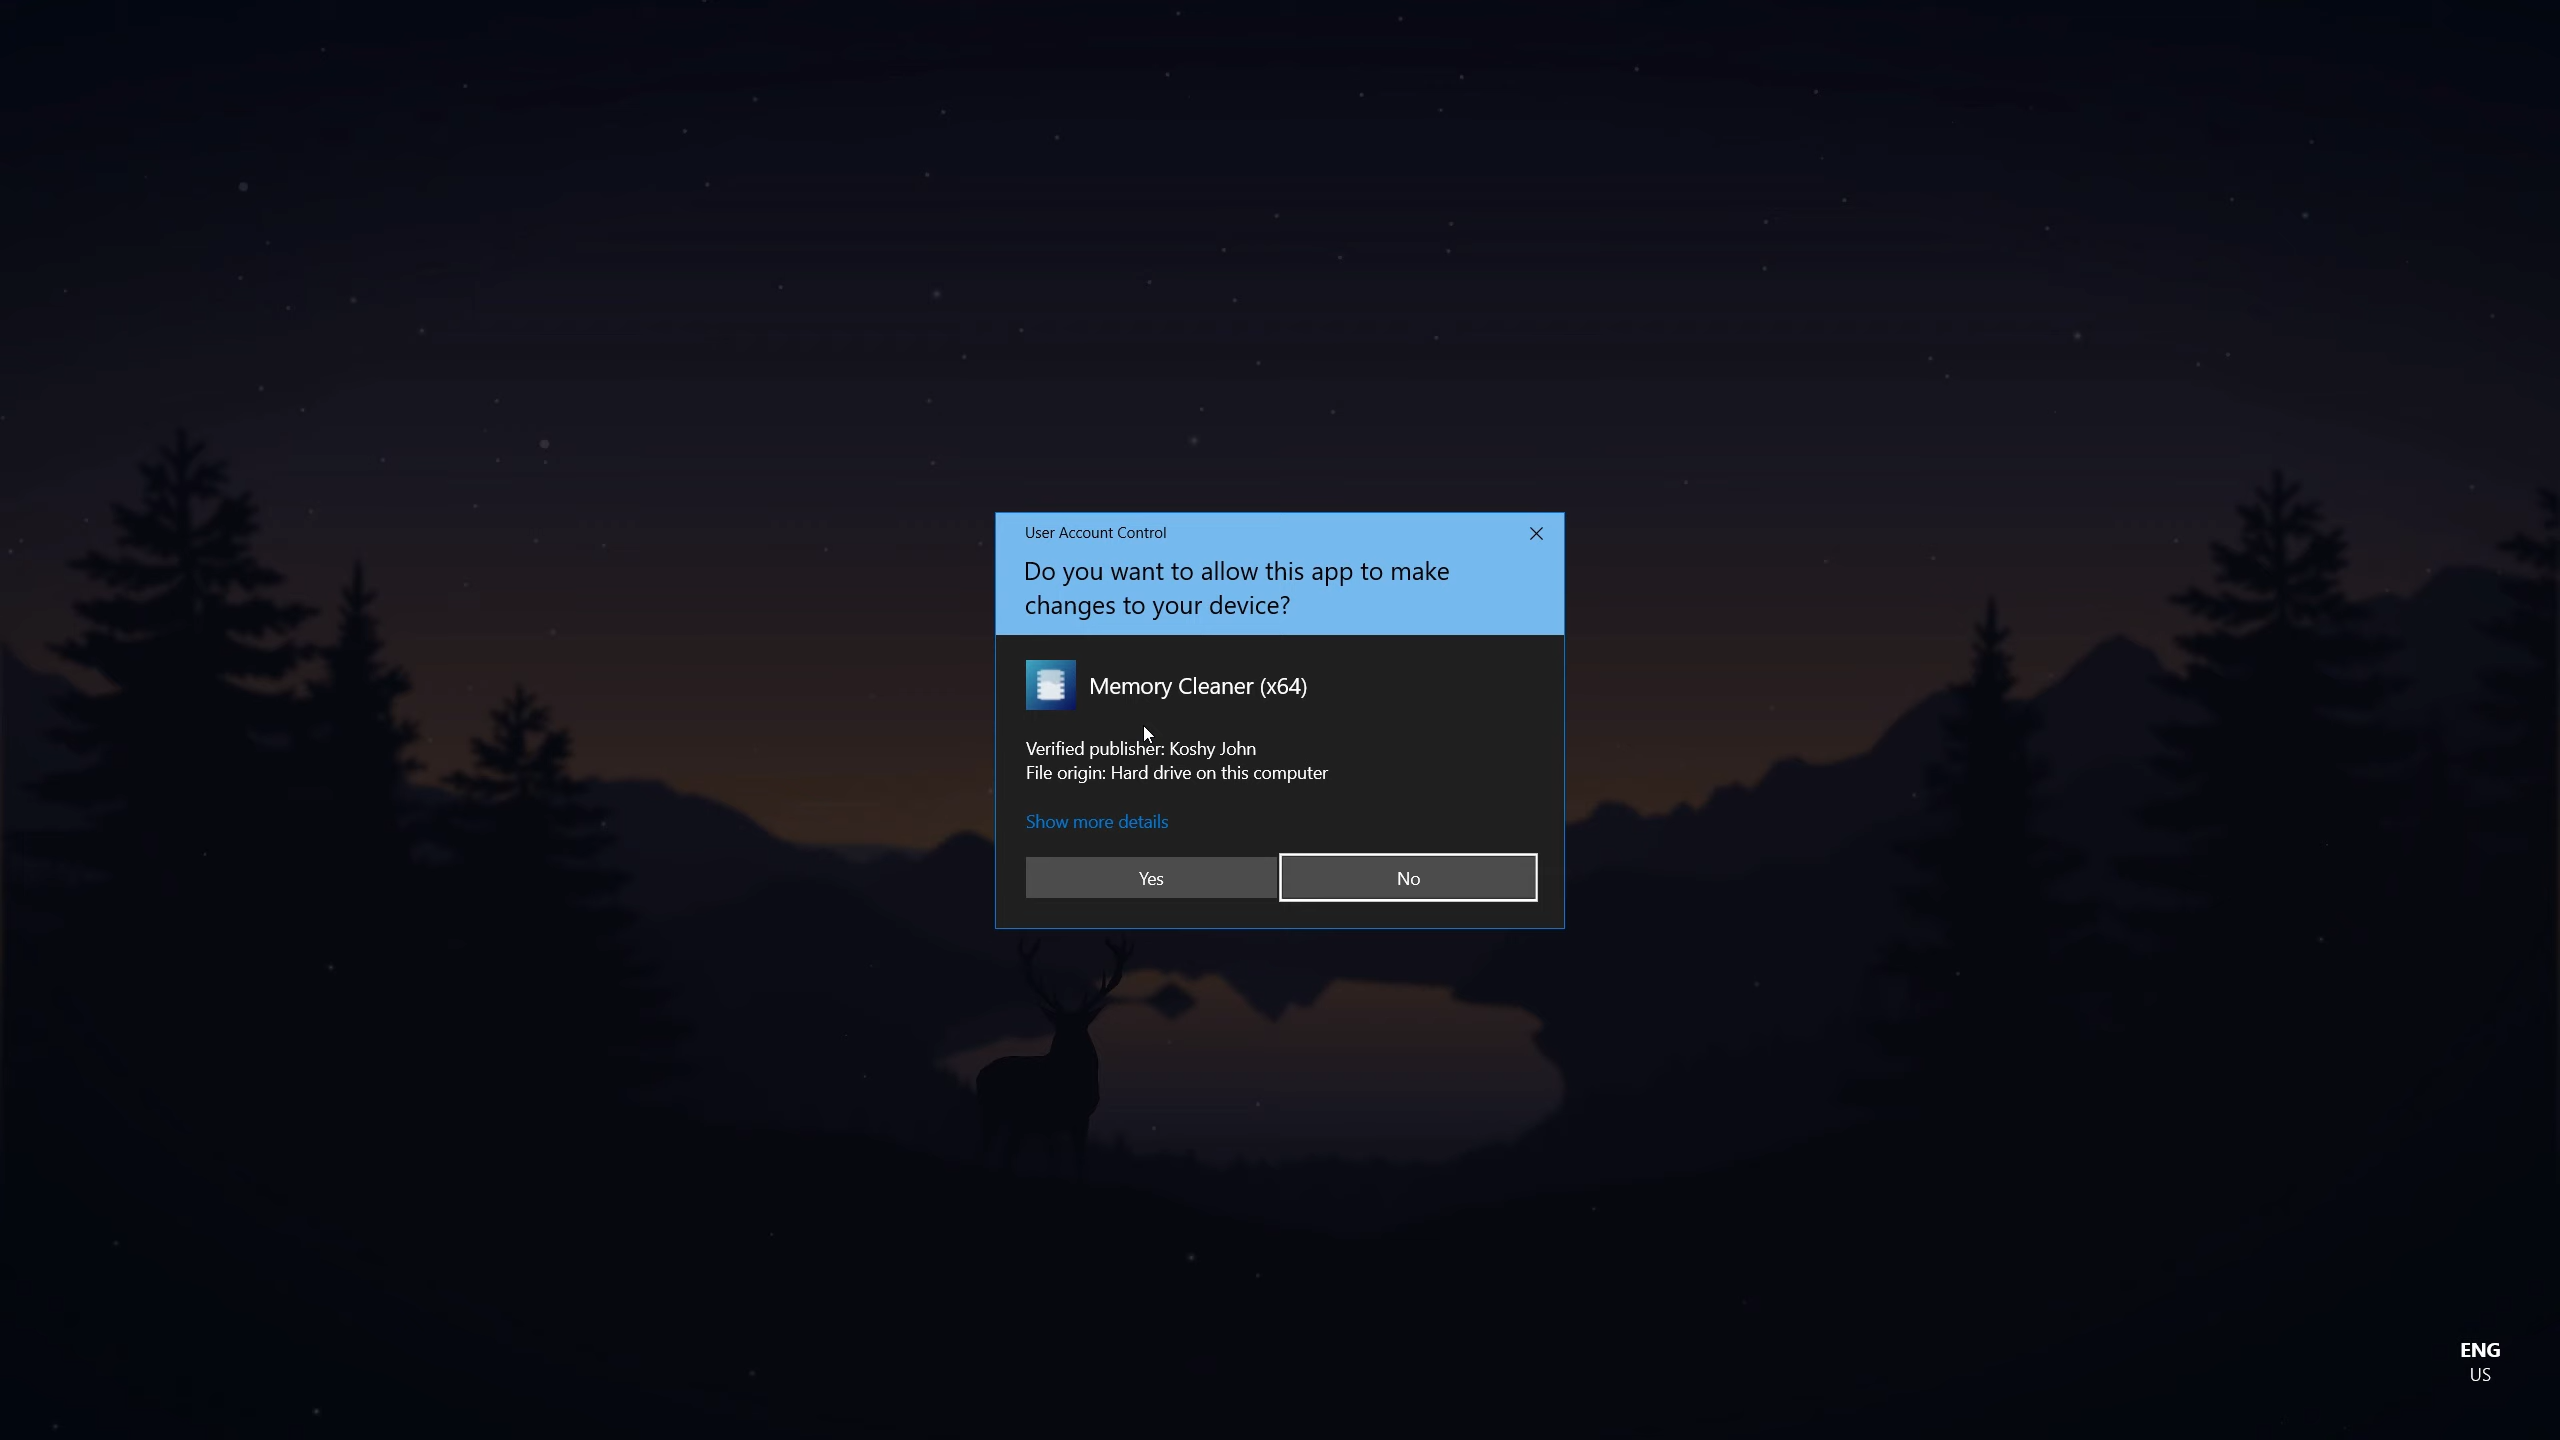 User Account Control
Do you want to allow this app to make
changes to your device?
Memory Cleaner (x64)
Verified publisher: Koshy John
File origin: Hard drive on this computer
Show more details
Yes
No
ENG
US